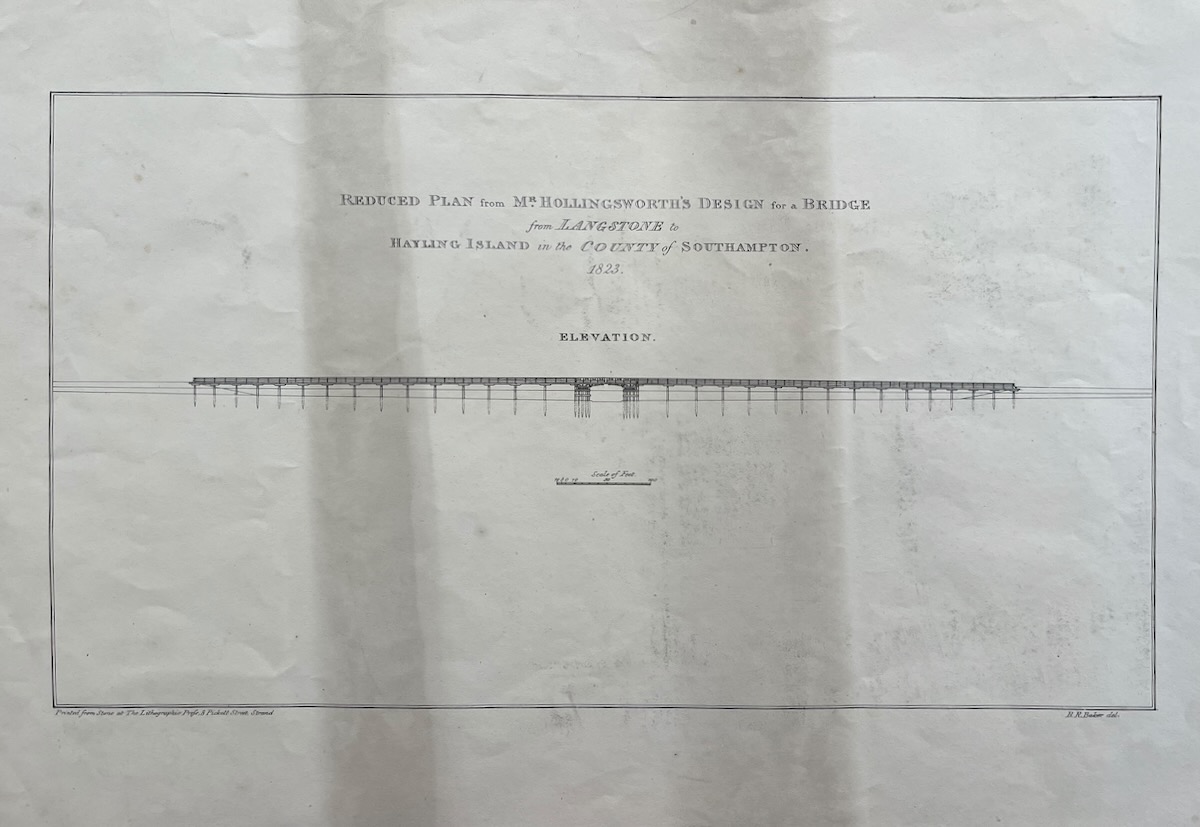 REDUCED PLAN from MR. HOLLINGSWORTH'S DESIGN for a BRIDGE
from LANGSTONE to
HAYLING ISLAND in the COUNTY of SOUTHAMPTON.
1823.
ELEVATION.
Scale of Feet
Printed from Stone at The Lithographic Press, 3 Pickett Street, Strand
Baker del.